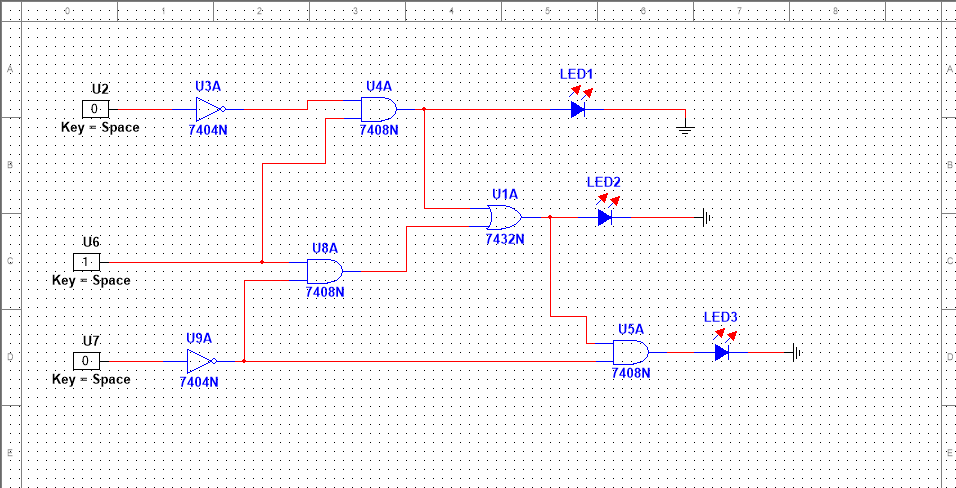 0 1 2 3 4 5 6 7 8
A A
LED1
U2 U3A U4A
0
Key = Space 7404N 7408N
B B
LED2
U1A
7432N
U6 U8A
1
C C
Key = Space 7408N
LED3
U7 U9A U5A
0
D D
Key = Space 7404N 7408N
E E